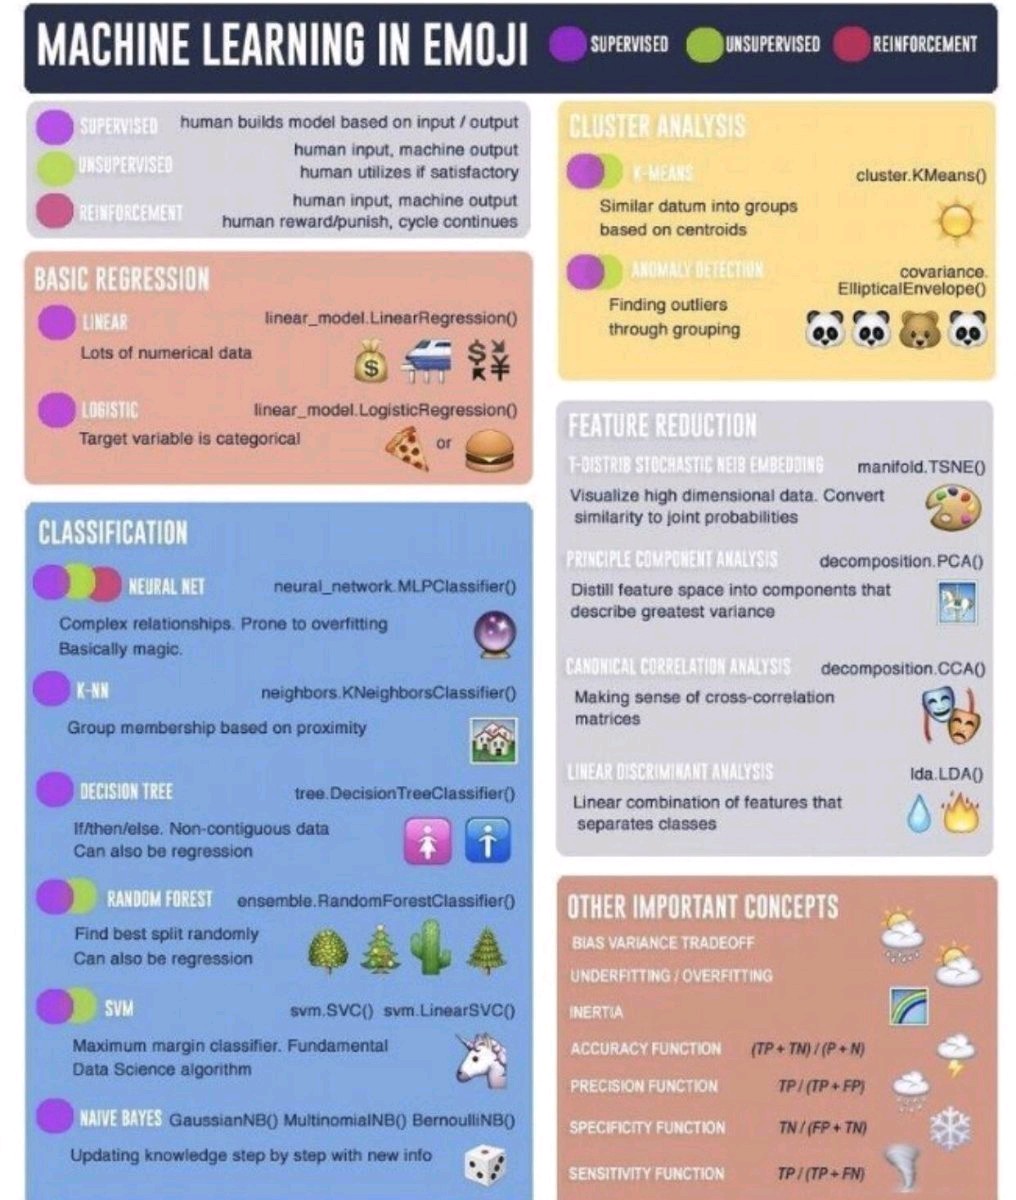 MACHINE LEARNING IN EMOJI
SUPERVISED
UNSUPERVISED
REINFORCEMENT
SUPERVISED human builds model based on input / output
UNSUPERVISED human input, machine output
human utilizes if satisfactory
REINFORCEMENT human input, machine output
human reward/punish, cycle continues
BASIC REGRESSION
LINEAR linear_model.LinearRegression()
Lots of numerical data
LOGISTIC linear_model.LogisticRegression()
Target variable is categorical
or
CLASSIFICATION
NEURAL NET neural_network.MLPClassifier()
Complex relationships. Prone to overfitting
Basically magic.
K-NN neighbors.KNeighborsClassifier()
Group membership based on proximity
DECISION TREE tree.DecisionTreeClassifier()
If/then/else. Non-contiguous data
Can also be regression
RANDOM FOREST ensemble.RandomForestClassifier()
Find best split randomly
Can also be regression
SVM svm.SVC() svm.LinearSVC()
Maximum margin classifier. Fundamental
Data Science algorithm
NAIVE BAYES GaussianNB() MultinomialNB() BernoulliNB()
Updating knowledge step by step with new info
CLUSTER ANALYSIS
K-MEANS cluster.KMeans()
Similar datum into groups
based on centroids
ANOMALY DETECTION covariance.
EllipticalEnvelope()
Finding outliers
through grouping
FEATURE REDUCTION
T-DISTRIB STOCHASTIC NEIB EMBEDDING manifold.TSNE()
Visualize high dimensional data. Convert
similarity to joint probabilities
PRINCIPLE COMPONENT ANALYSIS decomposition.PCA()
Distill feature space into components that
describe greatest variance
CANONICAL CORRELATION ANALYSIS decomposition.CCA()
Making sense of cross-correlation
matrices
LINEAR DISCRIMINANT ANALYSIS lda.LDA()
Linear combination of features that
separates classes
OTHER IMPORTANT CONCEPTS
BIAS VARIANCE TRADEOFF
UNDERFITTING / OVERFITTING
INERTIA
ACCURACY FUNCTION (TP + TN) / (P + N)
PRECISION FUNCTION TP / (TP + FP)
SPECIFICITY FUNCTION TN / (FP + TN)
SENSITIVITY FUNCTION TP / (TP + FN)